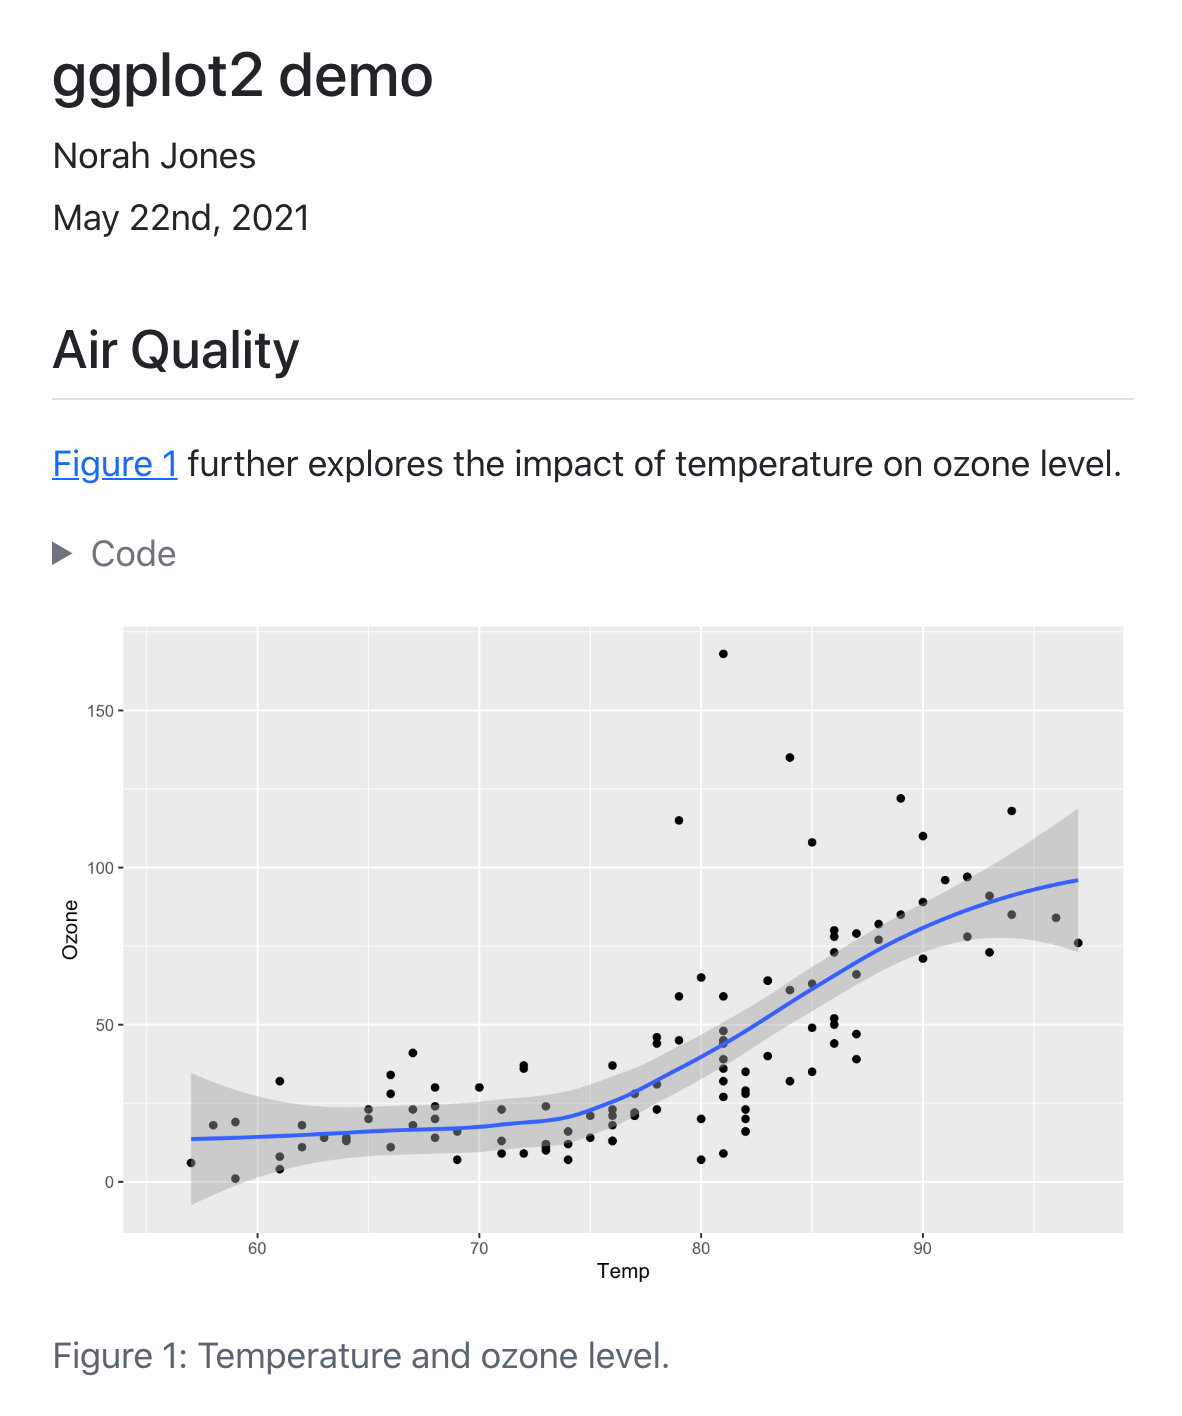 ggplot2 demo
Norah Jones
May 22nd, 2021
Air Quality
Figure 1 further explores the impact of temperature on ozone level.
Code
150
100
50
0
Ozone
60 70 80 90
Temp
Figure 1: Temperature and ozone level.